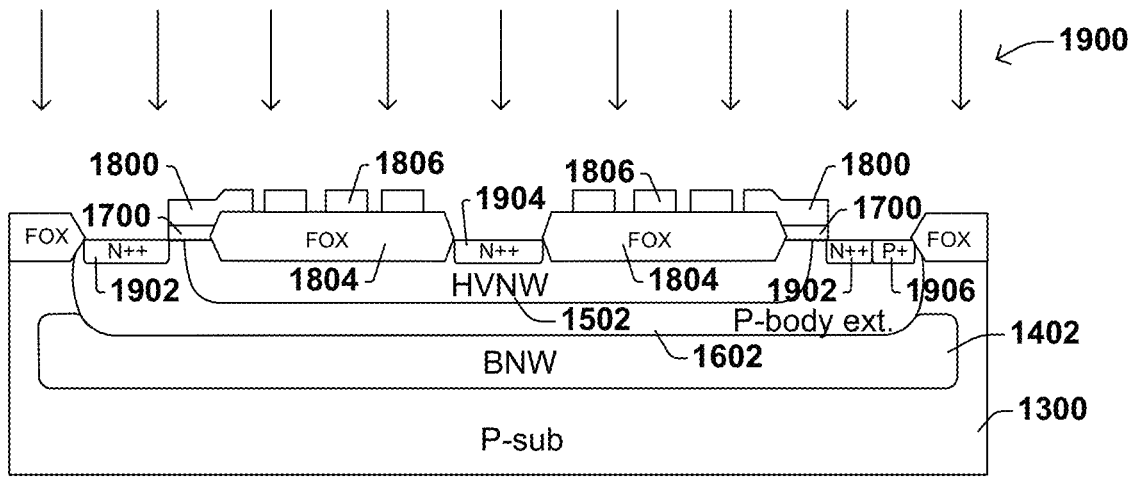 1900
1800
1806
1904
1806
1800
1700
1700
FOX
N++
FOX
N++
FOX
N++
P+
FOX
1902
1804
HVNW
1804
1902
1906
1502
P-body ext.
1602
1402
BNW
1300
P-sub